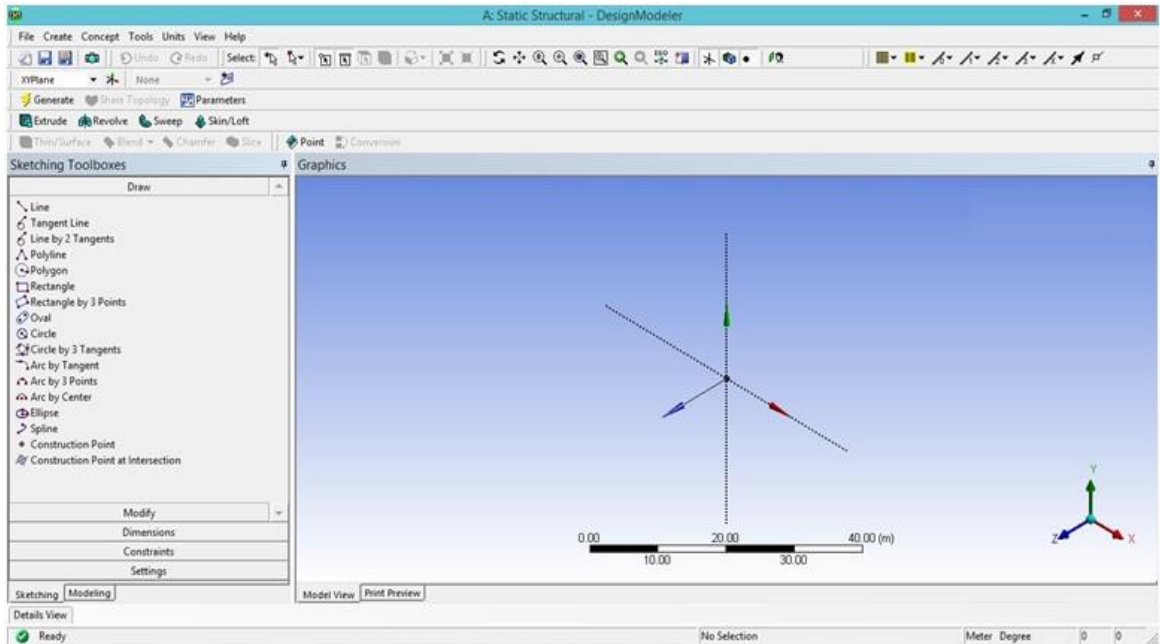 A: Static Structural - DesignModeler
File Create Concept Tools Units View Help
Undo Redo Select:
XYPlane None
Generate Share Topology Parameters
Extrude Revolve Sweep Skin/Loft
Thin/Surface Blend Chamfer Slice Point Conversion
Sketching Toolboxes
Draw
Line
Tangent Line
Line by 2 Tangents
Polyline
Polygon
Rectangle
Rectangle by 3 Points
Oval
Circle
Circle by 3 Tangents
Arc by Tangent
Arc by 3 Points
Arc by Center
Ellipse
Spline
Construction Point
Construction Point at Intersection
Modify
Dimensions
Constraints
Settings
Sketching Modeling
Graphics
0.00 20.00 40.00 (m)
10.00 30.00
Y
Z X
Model View Print Preview
Details View
Ready No Selection Meter Degree 0 0